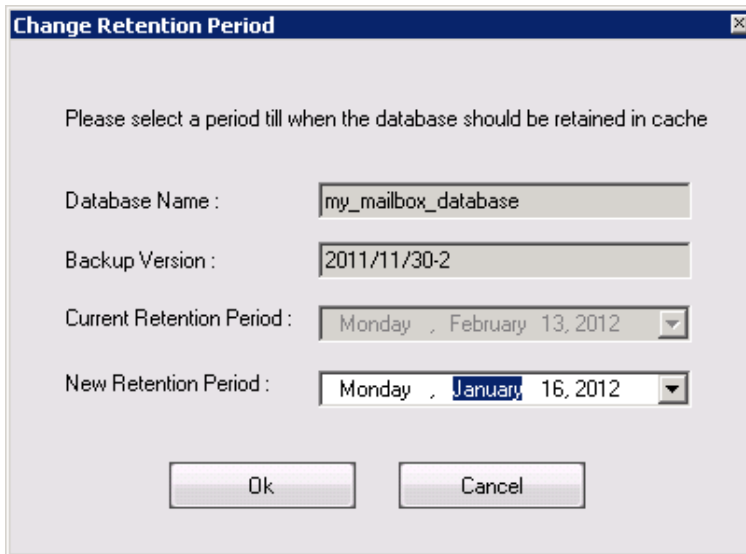 Change Retention Period
Please select a period till when the database should be retained in cache
Database Name : my_mailbox_database
Backup Version : 2011/11/30-2
Current Retention Period : Monday , February 13, 2012
New Retention Period : Monday , January 16, 2012
Ok Cancel